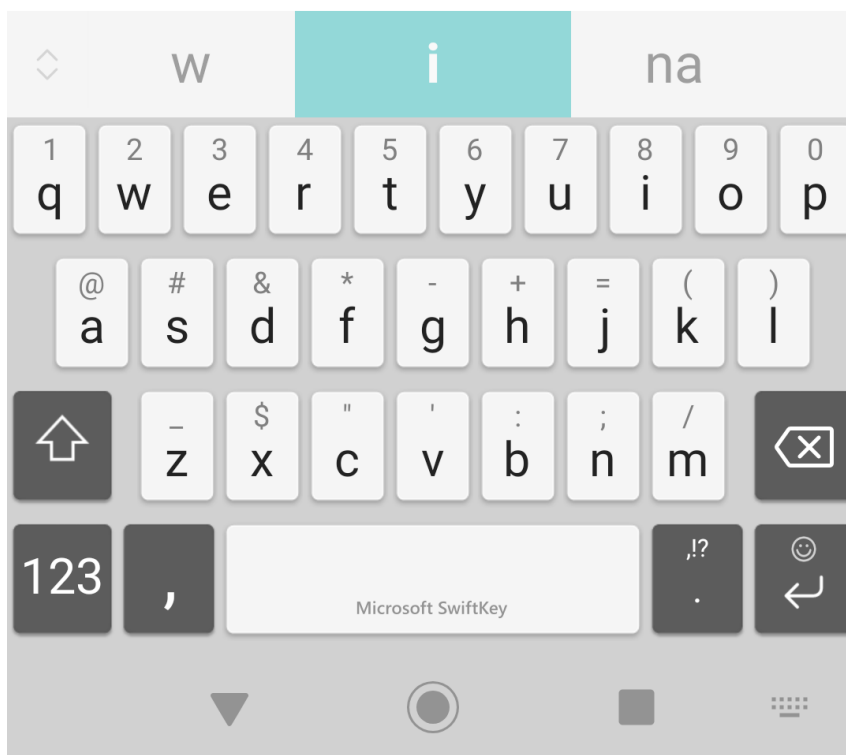 w i na
1 2 3 4 5 6 7 8 9 0
q w e r t y u i o p
@ # & * - + = ( )
a s d f g h j k l
_ $ " ' : ; /
z x c v b n m
,!?
123 , Microsoft SwiftKey .